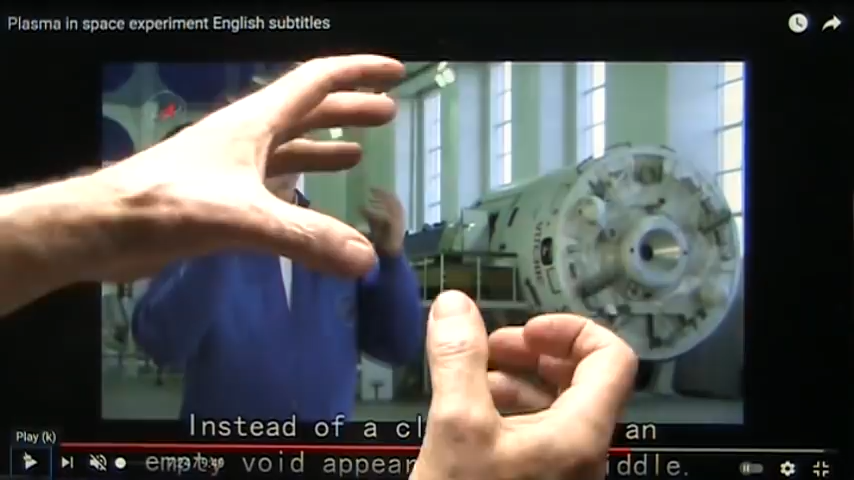 Plasma in space experiment English subtitles
Instead of a cl an
Play (k)
empty void appear iddle.